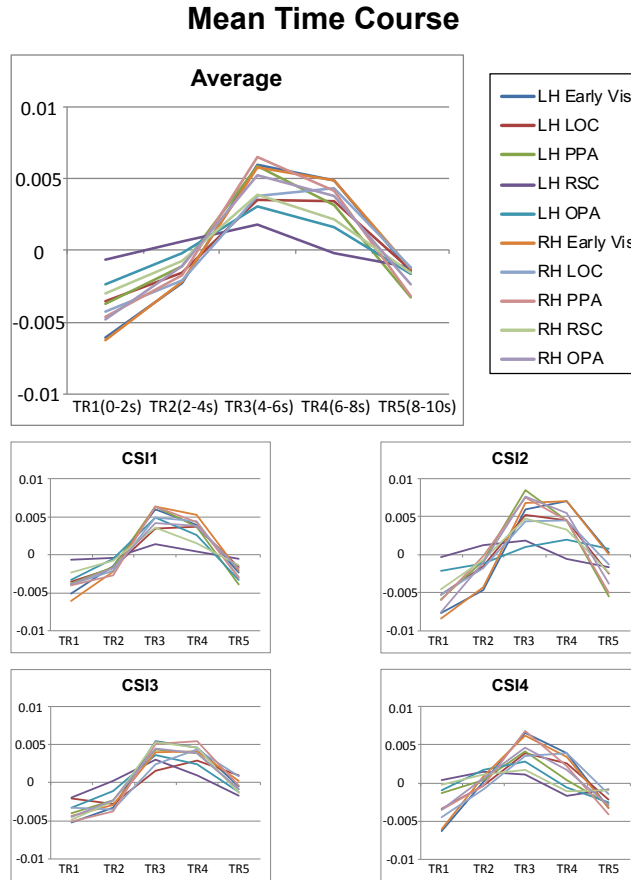 Mean Time Course
Average
0.01
0.005
0
-0.005
-0.01
TR1(0-2s) TR2(2-4s) TR3(4-6s) TR4(6-8s) TR5(8-10s)
LH Early Vis
LH LOC
LH PPA
LH RSC
LH OPA
RH Early Vis
RH LOC
RH PPA
RH RSC
RH OPA
CSI1
0.01
0.005
0
-0.005
-0.01
TR1 TR2 TR3 TR4 TR5
CSI2
0.01
0.005
0
-0.005
-0.01
TR1 TR2 TR3 TR4 TR5
CSI3
0.01
0.005
0
-0.005
-0.01
TR1 TR2 TR3 TR4 TR5
CSI4
0.01
0.005
0
-0.005
-0.01
TR1 TR2 TR3 TR4 TR5